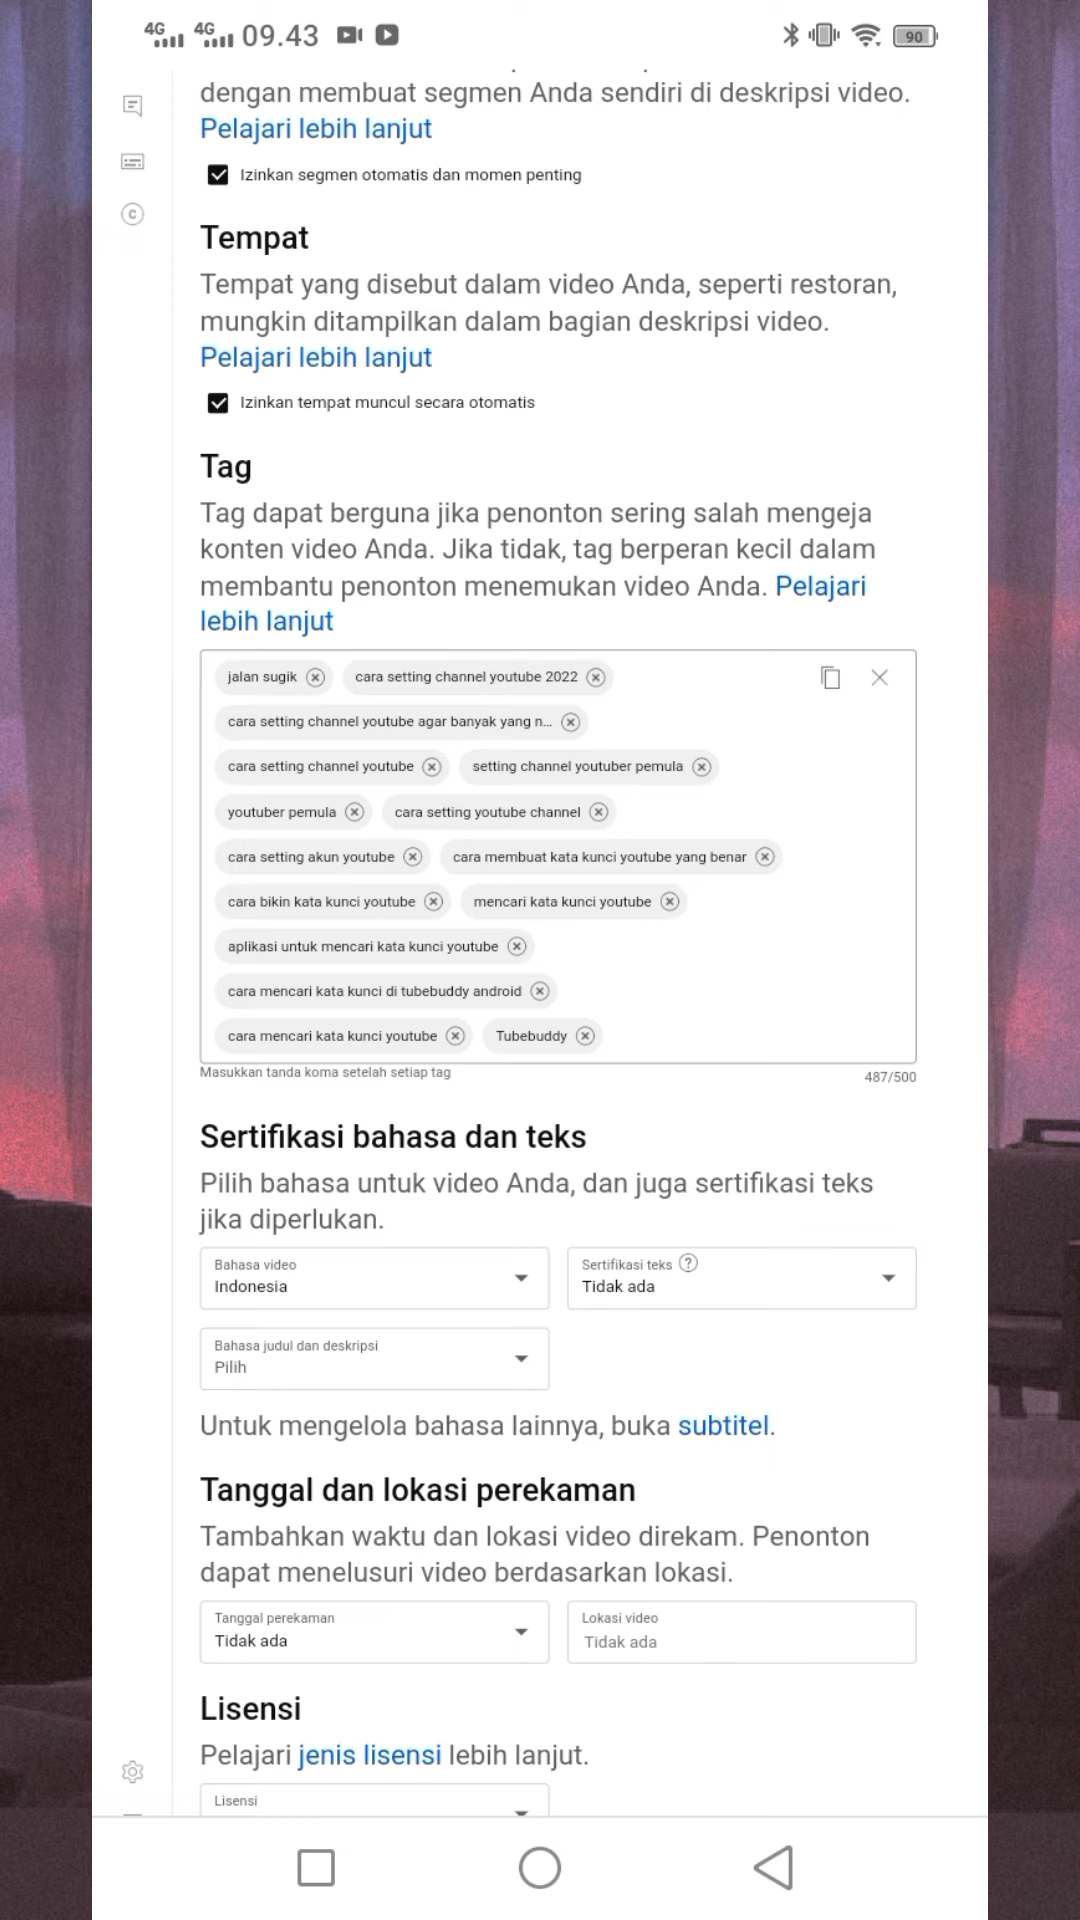 4G 4G 09.43 90
dengan membuat segmen Anda sendiri di deskripsi video.
Pelajari lebih lanjut
Izinkan segmen otomatis dan momen penting
Tempat
Tempat yang disebut dalam video Anda, seperti restoran,
mungkin ditampilkan dalam bagian deskripsi video.
Pelajari lebih lanjut
Izinkan tempat muncul secara otomatis
Tag
Tag dapat berguna jika penonton sering salah mengeja
konten video Anda. Jika tidak, tag berperan kecil dalam
membantu penonton menemukan video Anda. Pelajari
lebih lanjut
jalan sugik cara setting channel youtube 2022
cara setting channel youtube agar banyak yang n...
cara setting channel youtube setting channel youtuber pemula
youtuber pemula cara setting youtube channel
cara setting akun youtube cara membuat kata kunci youtube yang benar
cara bikin kata kunci youtube mencari kata kunci youtube
aplikasi untuk mencari kata kunci youtube
cara mencari kata kunci di tubebuddy android
cara mencari kata kunci youtube Tubebuddy
Masukkan tanda koma setelah setiap tag 487/500
Sertifikasi bahasa dan teks
Pilih bahasa untuk video Anda, dan juga sertifikasi teks
jika diperlukan.
Bahasa video Sertifikasi teks ?
Indonesia Tidak ada
Bahasa judul dan deskripsi
Pilih
Untuk mengelola bahasa lainnya, buka subtitel.
Tanggal dan lokasi perekaman
Tambahkan waktu dan lokasi video direkam. Penonton
dapat menelusuri video berdasarkan lokasi.
Tanggal perekaman Lokasi video
Tidak ada Tidak ada
Lisensi
Pelajari jenis lisensi lebih lanjut.
Lisensi